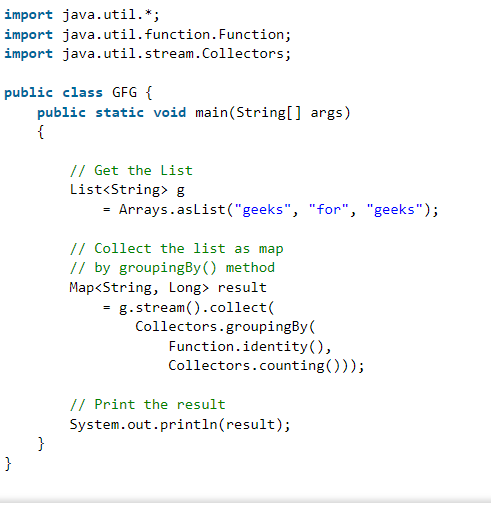 import java.util.*;
import java.util.function.Function;
import java.util.stream.Collectors;

public class GFG {
    public static void main(String[] args)
    {

        // Get the List
        List<String> g
            = Arrays.asList("geeks", "for", "geeks");

        // Collect the list as map
        // by groupingBy() method
        Map<String, Long> result
            = g.stream().collect(
                Collectors.groupingBy(
                    Function.identity(),
                    Collectors.counting()));

        // Print the result
        System.out.println(result);
    }
}